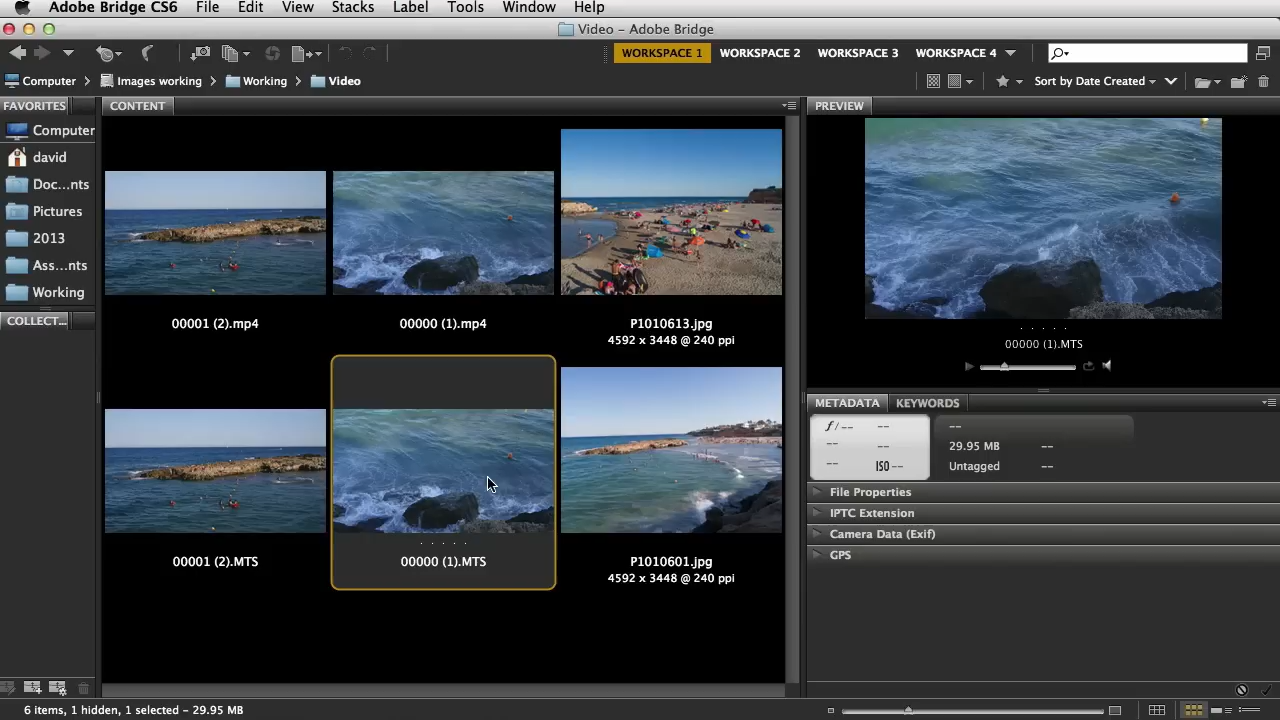 Adobe Bridge CS6 File Edit View Stacks Label Tools Window Help
Video – Adobe Bridge
WORKSPACE 1 WORKSPACE 2 WORKSPACE 3 WORKSPACE 4
Computer Images working Working Video
Sort by Date Created
FAVORITES
Computer
david
Doc...nts
Pictures
2013
Ass...nts
Working
COLLECT...
CONTENT
00001 (2).mp4
00000 (1).mp4
P1010613.jpg
4592 x 3448 @ 240 ppi
00001 (2).MTS
00000 (1).MTS
P1010601.jpg
4592 x 3448 @ 240 ppi
PREVIEW
00000 (1).MTS
METADATA KEYWORDS
ƒ/-- -- --
-- -- 29.95 MB --
-- ISO -- Untagged --
File Properties
IPTC Extension
Camera Data (Exif)
GPS
6 items, 1 hidden, 1 selected - 29.95 MB